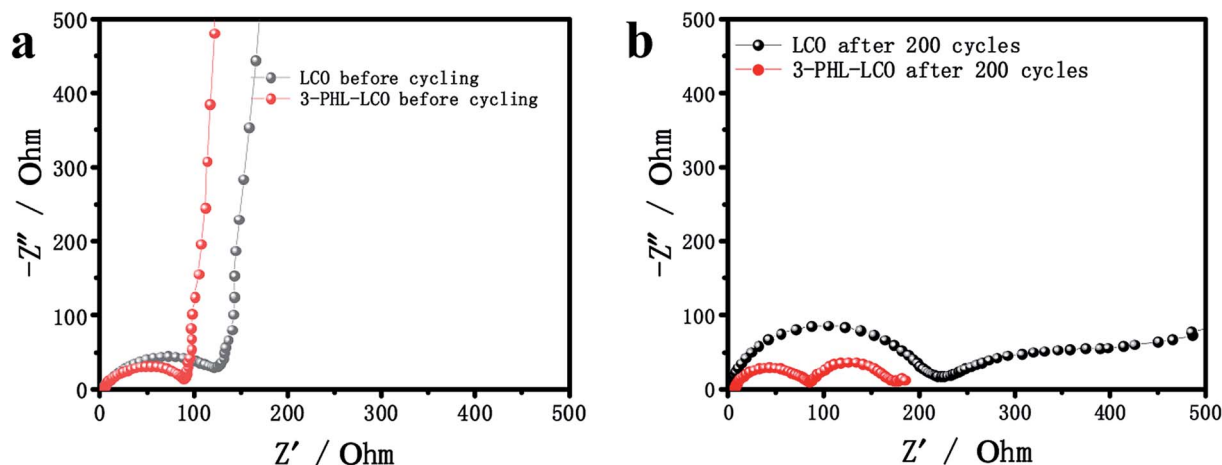 a
500
400
300
200
100
0
-Z″ / Ohm
LCO before cycling
3-PHL-LCO before cycling
0 100 200 300 400 500
Z′ / Ohm
b
500
400
300
200
100
0
-Z″ / Ohm
LCO after 200 cycles
3-PHL-LCO after 200 cycles
0 100 200 300 400 500
Z′ / Ohm